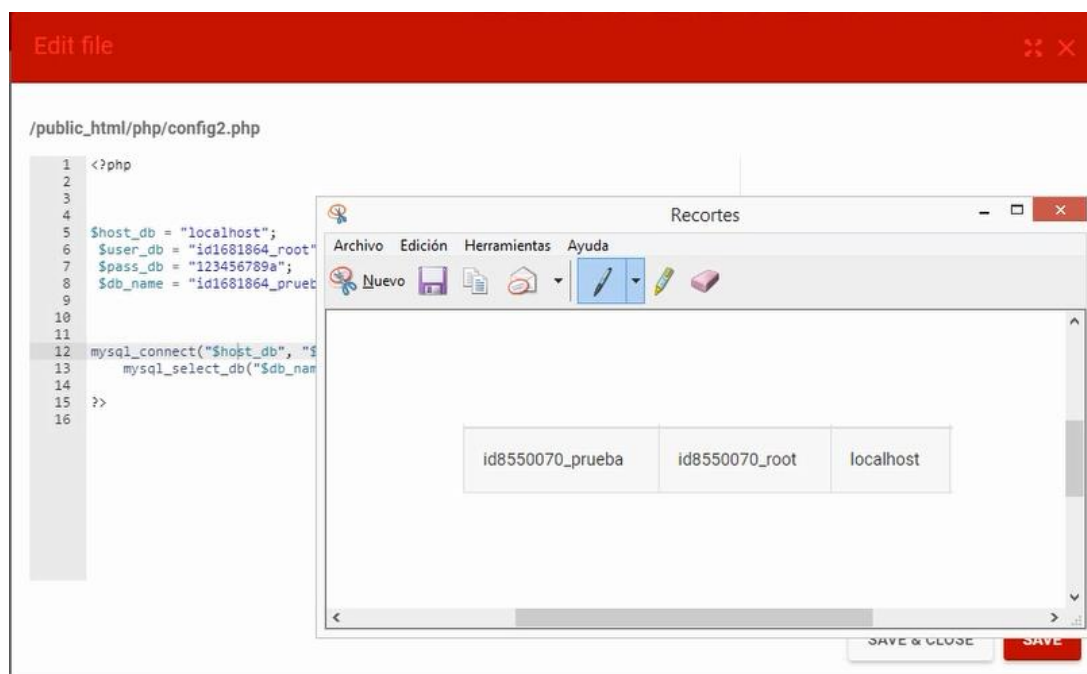 Edit file
/public_html/php/config2.php
1 <?php
2
3
4
5 $host_db = "localhost";
6 $user_db = "id1681864_root"
7 $pass_db = "123456789a";
8 $db_name = "id1681864_prueb
9
10
11
12 mysql_connect("$host_db", "$
13 mysql_select_db("$db_nam
14
15 ?>
16
Recortes
Archivo Edición Herramientas Ayuda
Nuevo
id8550070_prueba id8550070_root localhost
SAVE & CLOSE SAVE